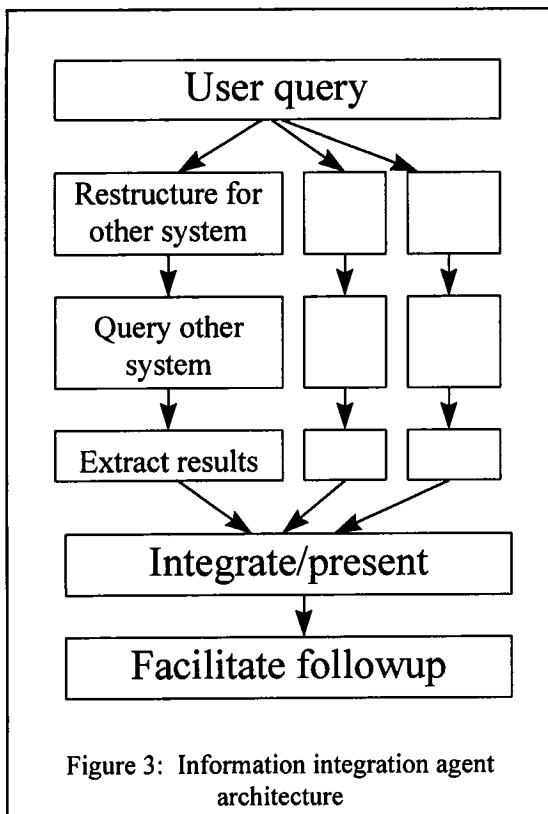 User query
Restructure for
other system
Query other
system
Extract results
Integrate/present
Facilitate followup
Figure 3: Information integration agent
architecture